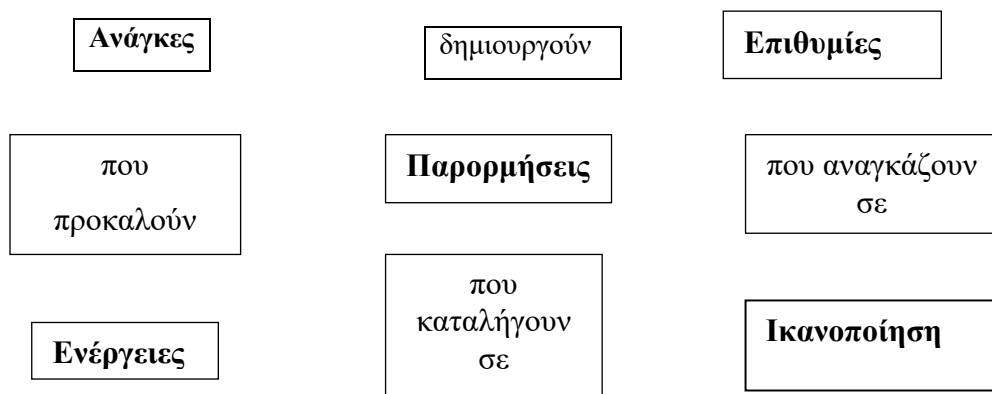 Ανάγκες
δημιουργούν
Επιθυμίες
που
προκαλούν
Παρορμήσεις
που αναγκάζουν
σε
Ενέργειες
που
καταλήγουν
σε
Ικανοποίηση